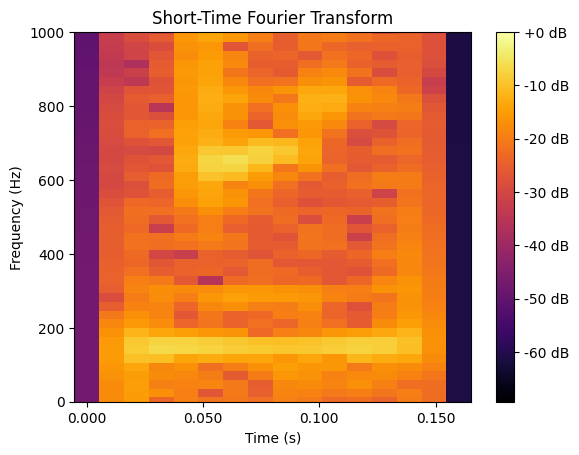 Short-Time Fourier Transform
1000
800
600
400
200
0
Frequency (Hz)
0.000
0.050
0.100
0.150
Time (s)
+0 dB
-10 dB
-20 dB
-30 dB
-40 dB
-50 dB
-60 dB